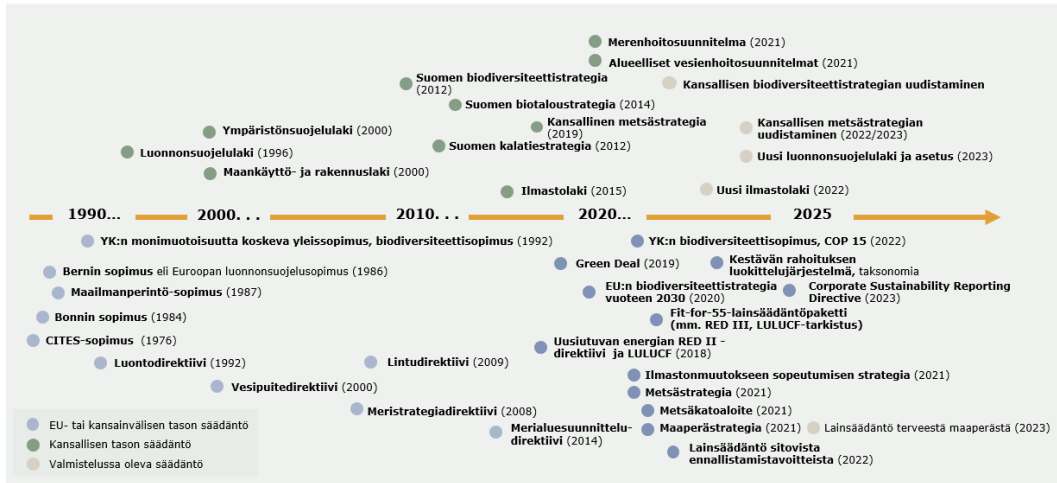 Merenhoitosuunnitelma (2021)
Alueelliset vesienhoitosuunnitelmat (2021)
Suomen biodiversiteettistrategia
(2012)
Kansallisen biodiversiteettistrategian uudistaminen
Suomen biotaloustrategia (2014)
Kansallinen metsästrategia
(2019)
Kansallisen metsästrategian
uudistaminen (2022/2023)
Ympäristönsuojelulaki (2000)
Luonnonsuojelulaki (1996)
Suomen kalatiestrategia (2012)
Uusi luonnonsuojelulaki ja asetus (2023)
Maankäyttö- ja rakennuslaki (2000)
Ilmastolaki (2015)
Uusi ilmastolaki (2022)
1990...
2000. . .
2010. . .
2020...
2025
YK:n monimuotoisuutta koskeva yleissopimus, biodiversiteettisopimus (1992)
YK:n biodiversiteettisopimus, COP 15 (2022)
Bernin sopimus eli Euroopan luonnonsuojelusopimus (1986)
Green Deal (2019)
Kestävän rahoituksen
luokittelujärjestelmä, taksonomia
Maailmanperintö-sopimus (1987)
EU:n biodiversiteettistrategia
vuoteen 2030 (2020)
Corporate Sustainability Reporting
Directive (2023)
Bonnin sopimus (1984)
Fit-for-55-lainsäädäntöpaketti
(mm. RED III, LULUCF-tarkistus)
CITES-sopimus (1976)
Uusiutuvan energian RED II -
direktiivi ja LULUCF (2018)
Luontodirektiivi (1992)
Lintudirektiivi (2009)
Ilmastonmuutokseen sopeutumisen strategia (2021)
Vesipuitedirektiivi (2000)
Metsästrategia (2021)
Meristrategiadirektiivi (2008)
Metsäkatoaloite (2021)
Merialuesuunnittelu-
direktiivi (2014)
Maaperästrategia (2021)
Lainsäädäntö terveestä maaperästä (2023)
Lainsäädäntö sitovista
ennallistamistavoitteista
(2022)
EU- tai kansainvälisen tason säädäntö
Kansallisen tason säädäntö
Valmistelussa oleva säädäntö